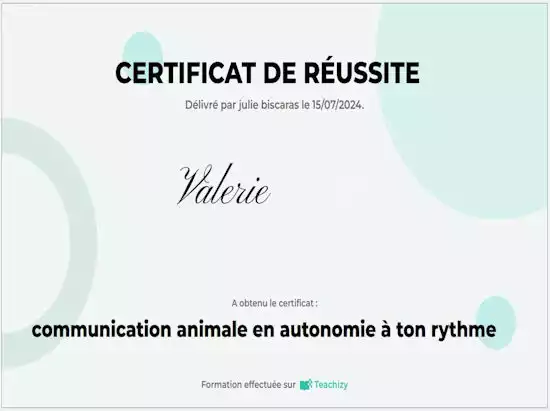 CERTIFICAT DE RÉUSSITE
Délivré par julie biscaras le 15/07/2024.
Valerie
A obtenu le certificat :
communication animale en autonomie à ton rythme
Formation effectuée sur Teachizy